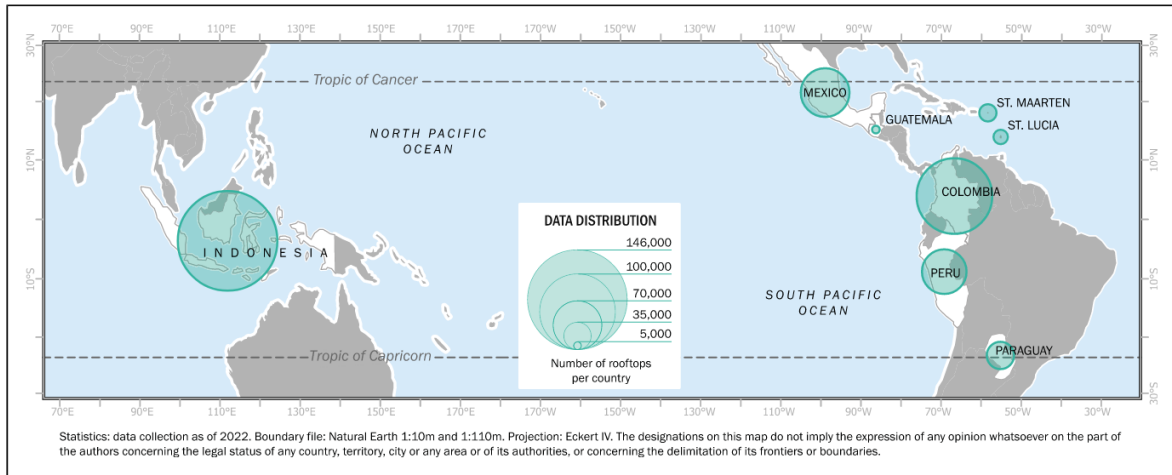 70°E 90°E 110°E 130°E 150°E 170°E 170°W 150°W 130°W 110°W 90°W 70°W 50°W 30°W
30°N 30°N
Tropic of Cancer
MEXICO
ST. MAARTEN
GUATEMALA
ST. LUCIA
NORTH PACIFIC
OCEAN
10°N 10°N
COLOMBIA
INDONESIA
DATA DISTRIBUTION
146,000
100,000
70,000
35,000
5,000
Number of rooftops
per country
PERU
10°S 10°S
SOUTH PACIFIC
OCEAN
PARAGUAY
Tropic of Capricorn
30°S 30°S
70°E 90°E 110°E 130°E 150°E 170°E 170°W 150°W 130°W 110°W 90°W 70°W 50°W 30°W
Statistics: data collection as of 2022. Boundary file: Natural Earth 1:10m and 1:110m. Projection: Eckert IV. The designations on this map do not imply the expression of any opinion whatsoever on the part of
the authors concerning the legal status of any country, territory, city or any area or of its authorities, or concerning the delimitation of its frontiers or boundaries.